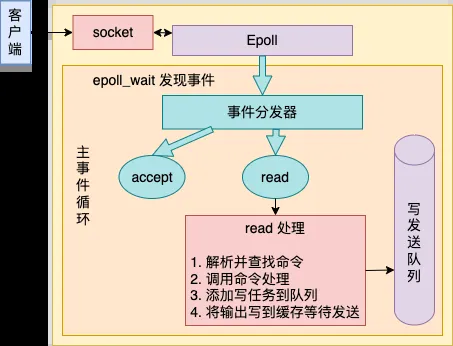 客户端
socket
Epoll
epoll_wait 发现事件
事件分发器
主事件循环
accept
read
read 处理
1. 解析并查找命令
2. 调用命令处理
3. 添加写任务到队列
4. 将输出写到缓存等待发送
写发送队列